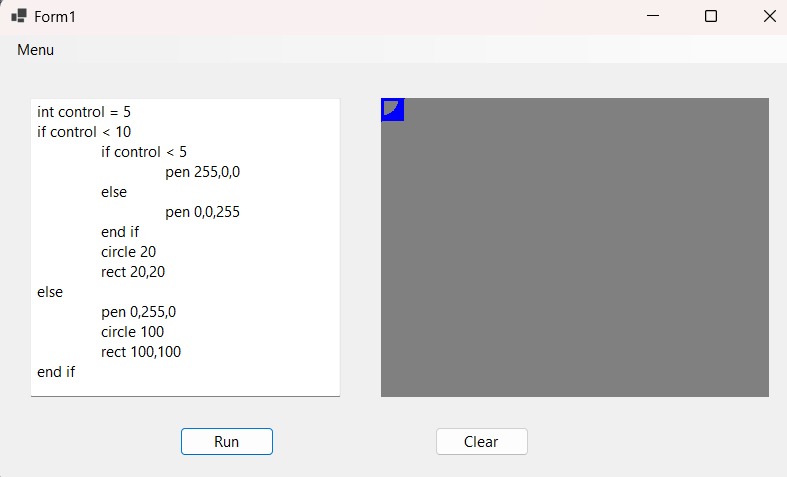 Form1
Menu
int control = 5
if control < 10
if control < 5
pen 255,0,0
else
pen 0,0,255
end if
circle 20
rect 20,20
else
pen 0,255,0
circle 100
rect 100,100
end if
Run
Clear